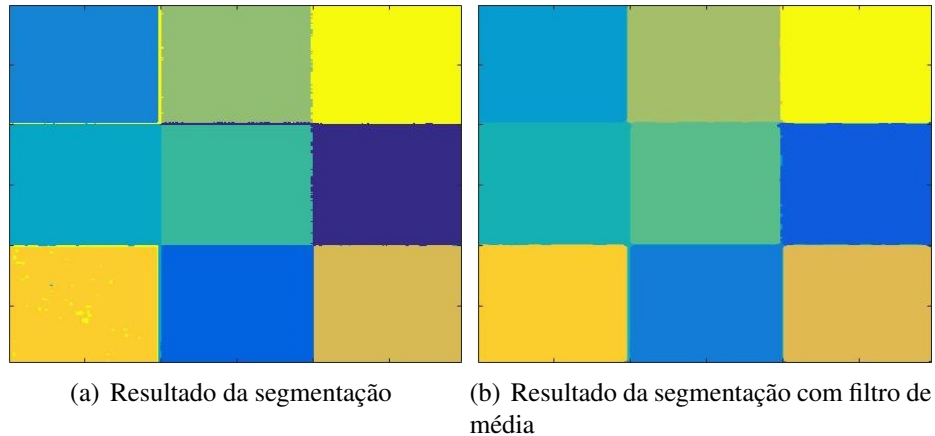 (a) Resultado da segmentação
(b) Resultado da segmentação com filtro de
média